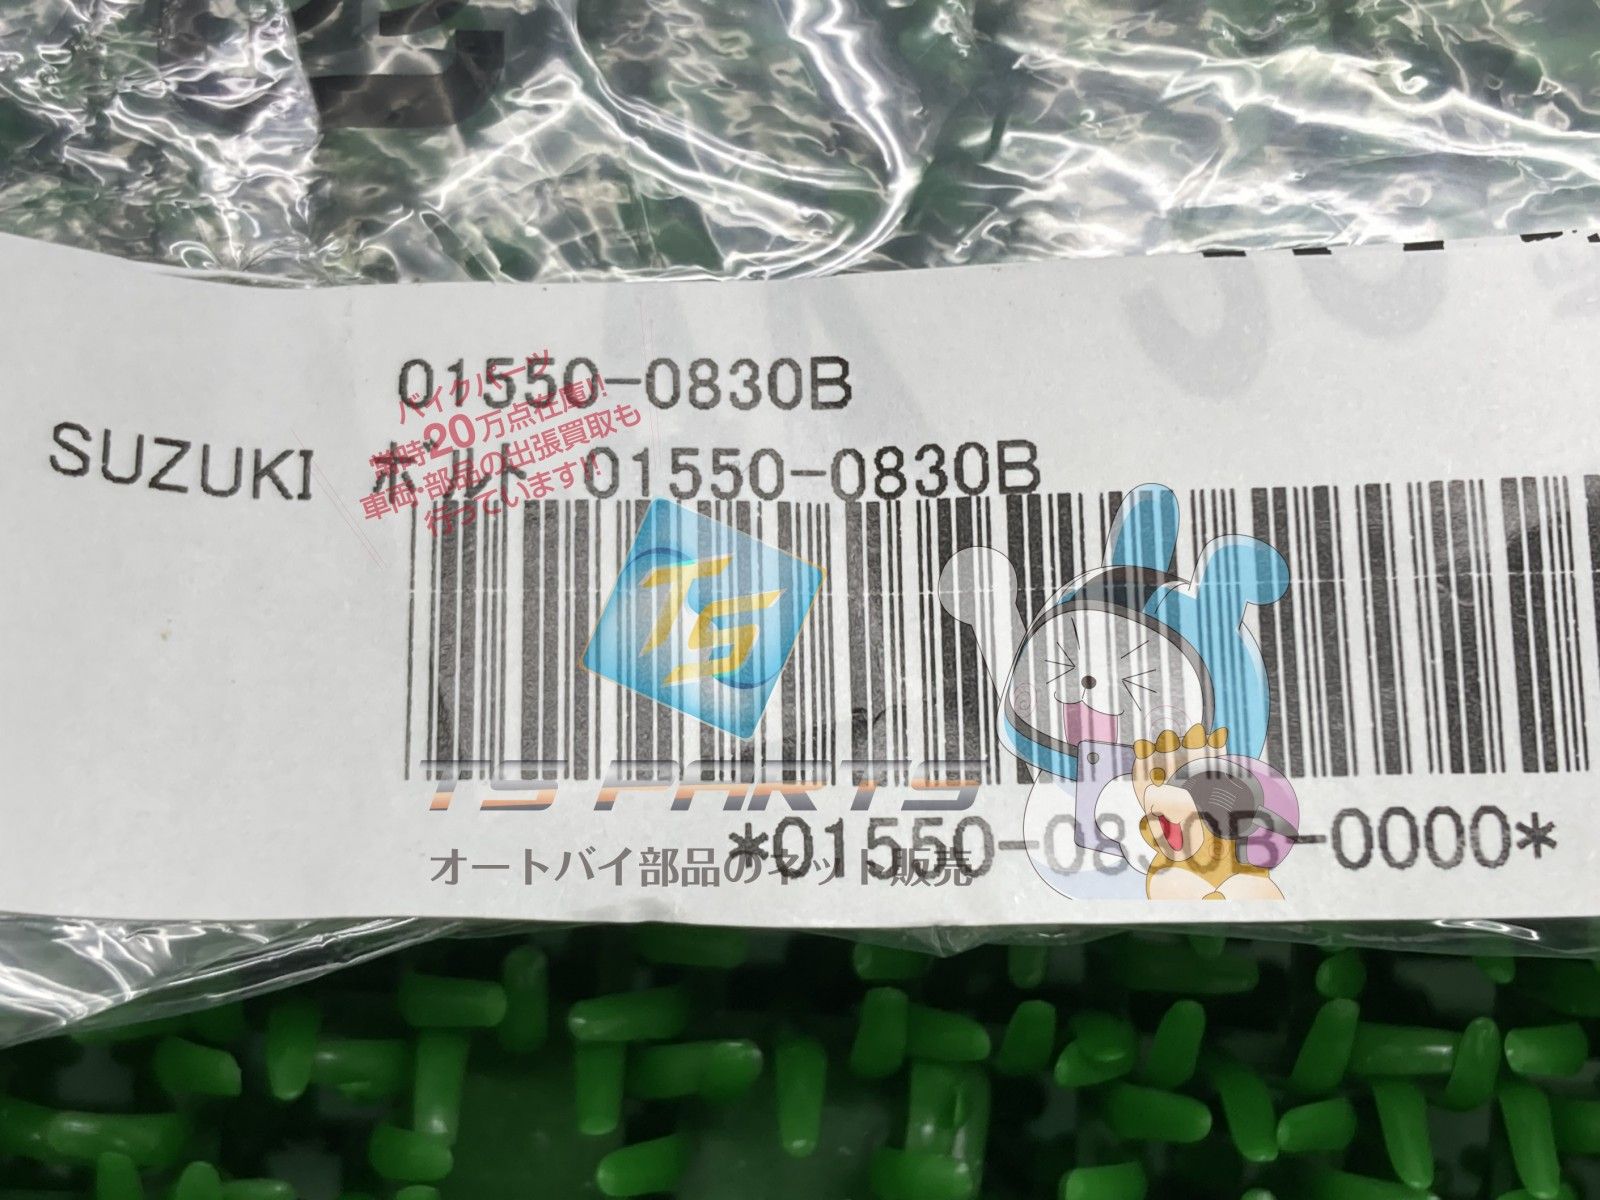 01550-0830B
SUZUKI ボルト 01550-0830B
バイクパーツ
常時20万点在庫!!
車両・部品の出張買取も
行っています!!
TS
TS PARTS
*01550-0830B-0000*
オートバイ部品のネット販売